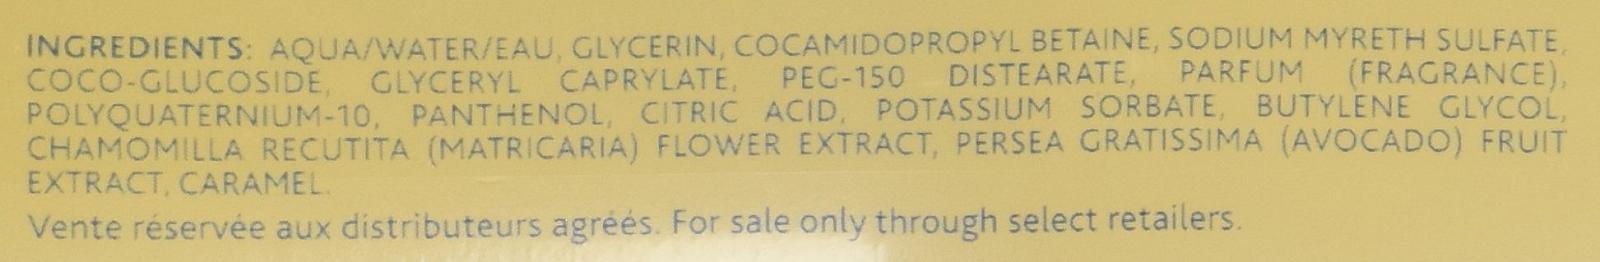 INGREDIENTS: AQUA/WATER/EAU, GLYCERIN, COCAMIDOPROPYL BETAINE, SODIUM MYRETH SULFATE,
COCO-GLUCOSIDE, GLYCERYL CAPRYLATE, PEG-150 DISTEARATE, PARFUM (FRAGRANCE),
POLYQUATERNIUM-10, PANTHENOL, CITRIC ACID, POTASSIUM SORBATE, BUTYLENE GLYCOL,
CHAMOMILLA RECUTITA (MATRICARIA) FLOWER EXTRACT, PERSEA GRATISSIMA (AVOCADO) FRUIT
EXTRACT, CARAMEL.
Vente réservée aux distributeurs agréés. For sale only through select retailers.